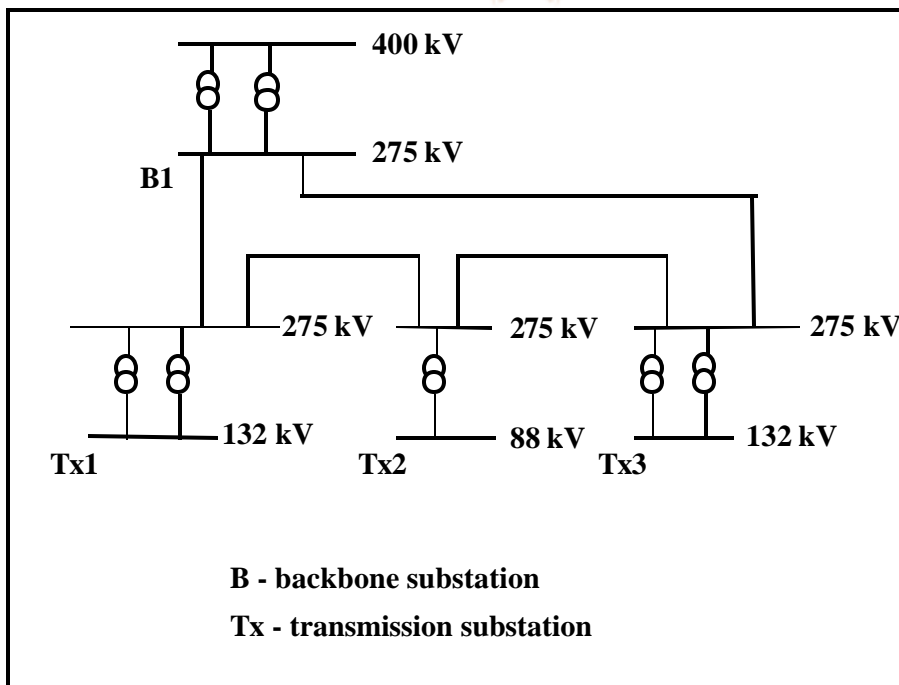 400 kV
275 kV
B1
275 kV
275 kV
275 kV
132 kV
88 kV
132 kV
Tx1
Tx2
Tx3
B - backbone substation
Tx - transmission substation